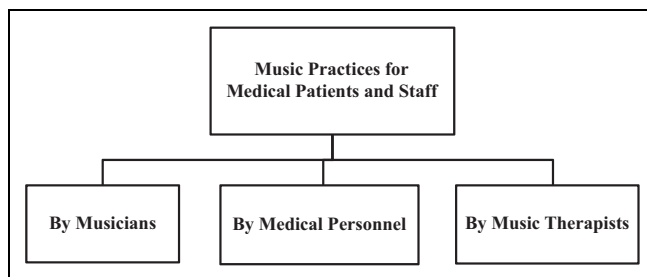 Music Practices for
Medical Patients and Staff
By Musicians
By Medical Personnel
By Music Therapists